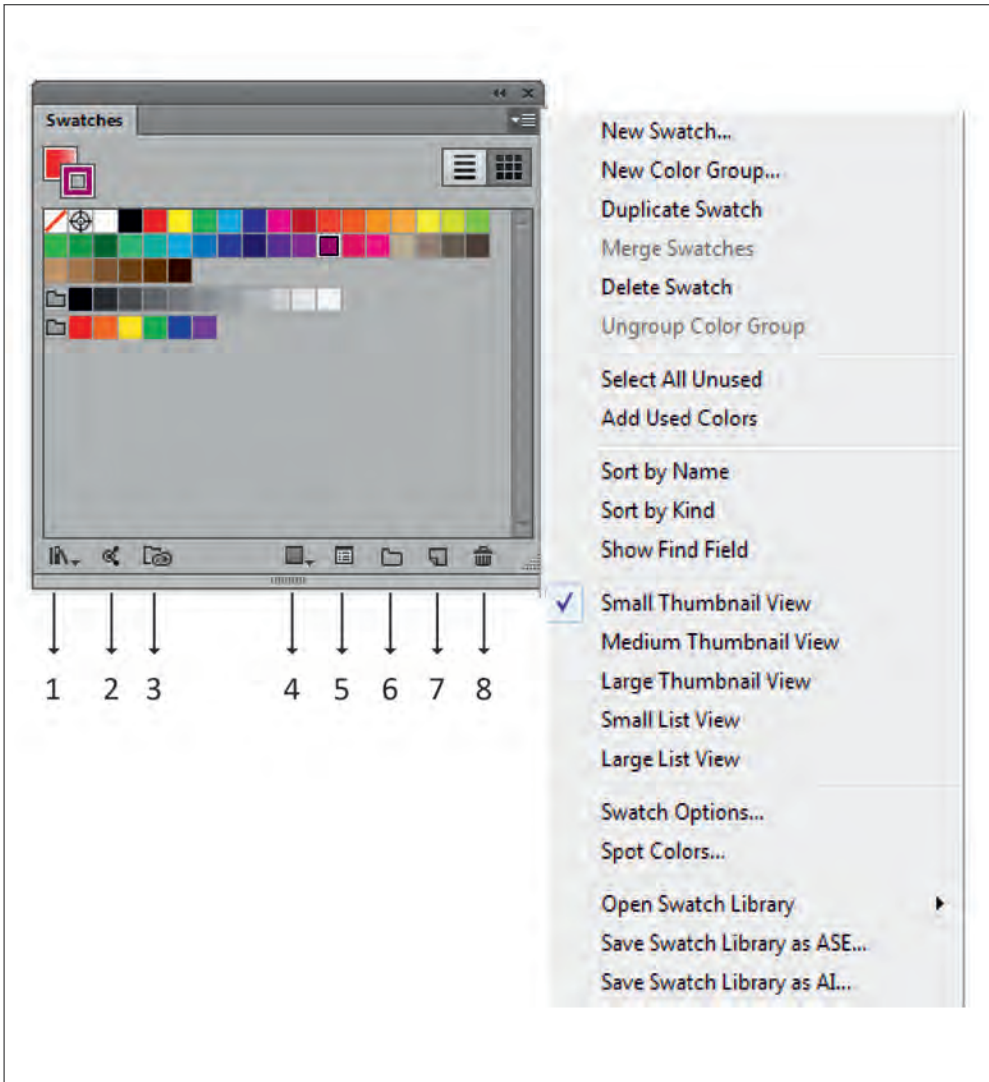 Swatches
1 2 3 4 5 6 7 8
New Swatch...
New Color Group...
Duplicate Swatch
Merge Swatches
Delete Swatch
Ungroup Color Group
Select All Unused
Add Used Colors
Sort by Name
Sort by Kind
Show Find Field
Small Thumbnail View
Medium Thumbnail View
Large Thumbnail View
Small List View
Large List View
Swatch Options...
Spot Colors...
Open Swatch Library
Save Swatch Library as ASE...
Save Swatch Library as AI...